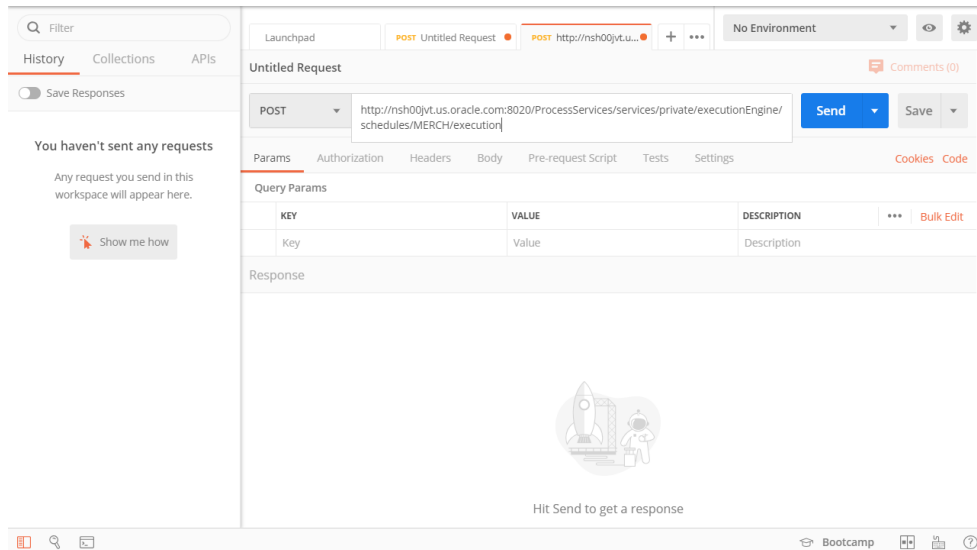 Filter
History Collections APIs
Save Responses
You haven't sent any requests
Any request you send in this
workspace will appear here.
Show me how
Launchpad
POST Untitled Request
POST http://nsh00jvt.u...
No Environment
Untitled Request
Comments (0)
POST
http://nsh00jvt.us.oracle.com:8020/ProcessServices/services/private/executionEngine/
schedules/MERCH/execution
Send
Save
Params Authorization Headers Body Pre-request Script Tests Settings Cookies Code
Query Params
KEY VALUE DESCRIPTION ••• Bulk Edit
Key Value Description
Response
Hit Send to get a response
Bootcamp